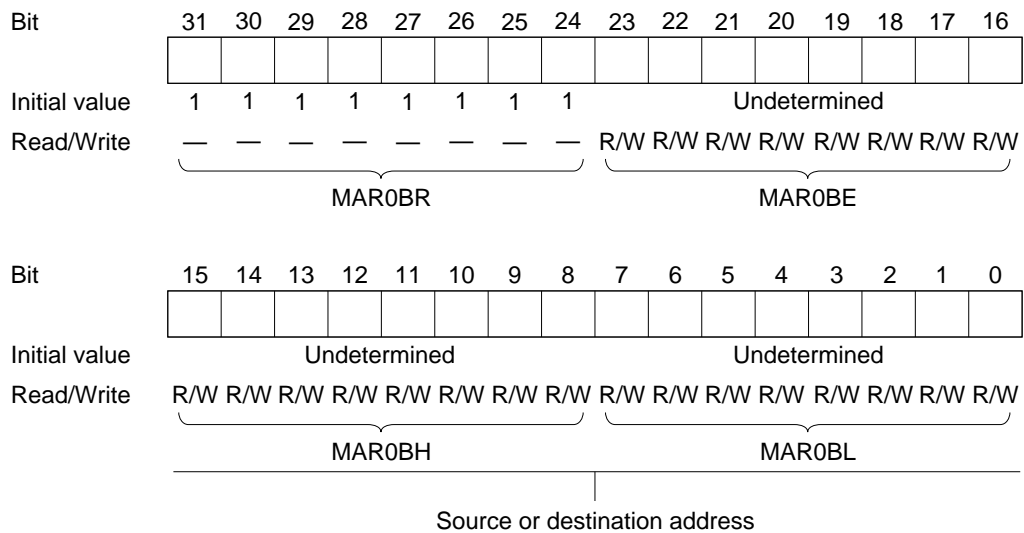 Bit 31 30 29 28 27 26 25 24 23 22 21 20 19 18 17 16
Initial value 1 1 1 1 1 1 1 1 Undetermined
Read/Write — — — — — — — — R/W R/W R/W R/W R/W R/W R/W R/W
MAR0BR MAR0BE
Bit 15 14 13 12 11 10 9 8 7 6 5 4 3 2 1 0
Initial value Undetermined Undetermined
Read/Write R/W R/W R/W R/W R/W R/W R/W R/W R/W R/W R/W R/W R/W R/W R/W R/W
MAR0BH MAR0BL
Source or destination address